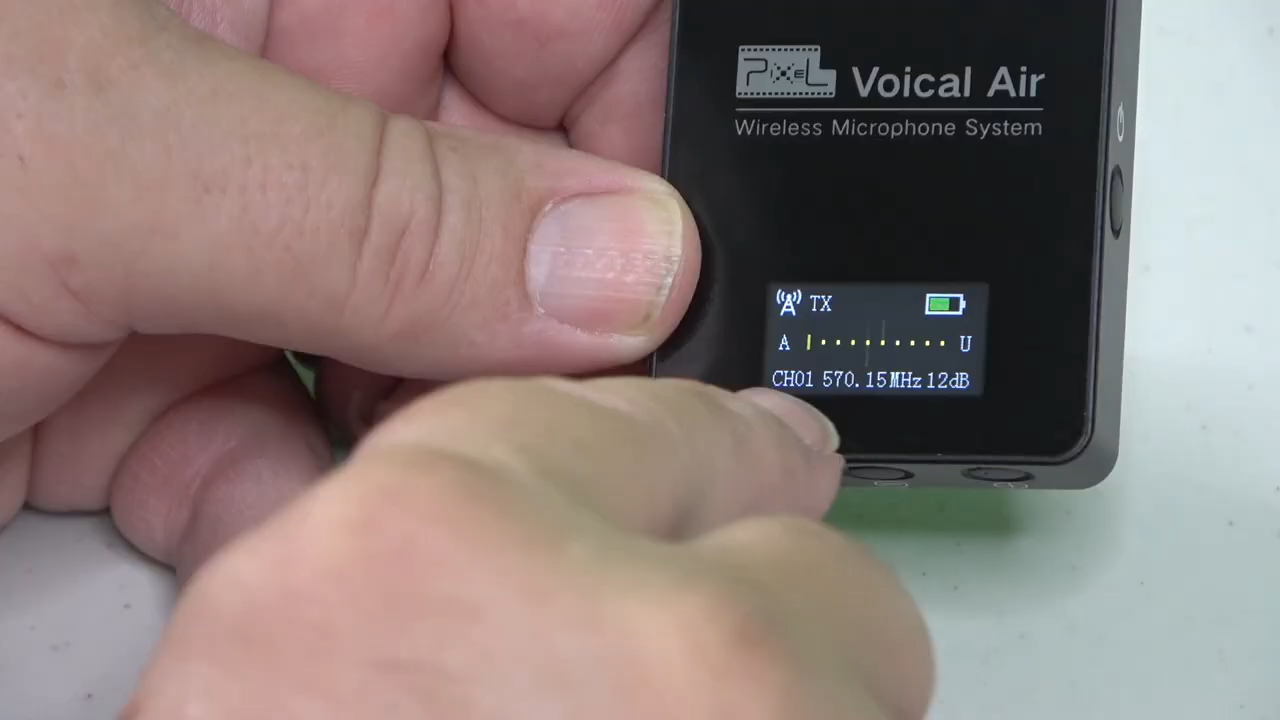 PIXEL Voical Air
Wireless Microphone System
TX
A U
CH01 570.15MHz 12dB